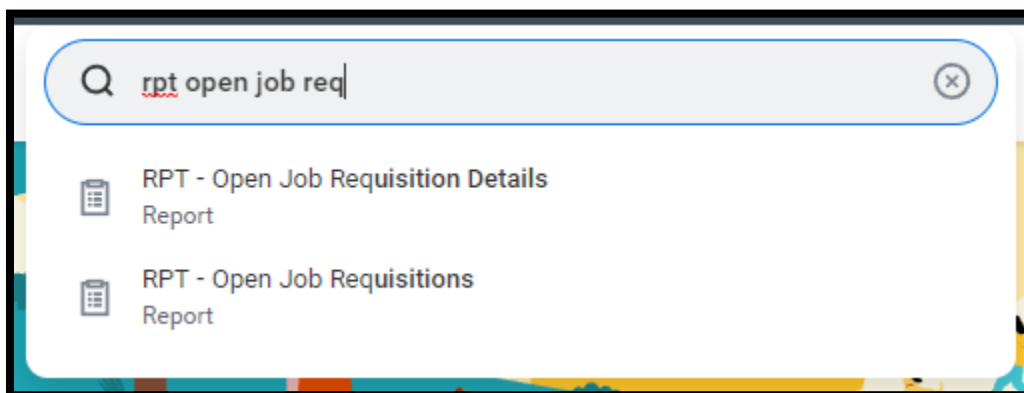 rpt open job req
RPT - Open Job Requisition Details
Report
RPT - Open Job Requisitions
Report